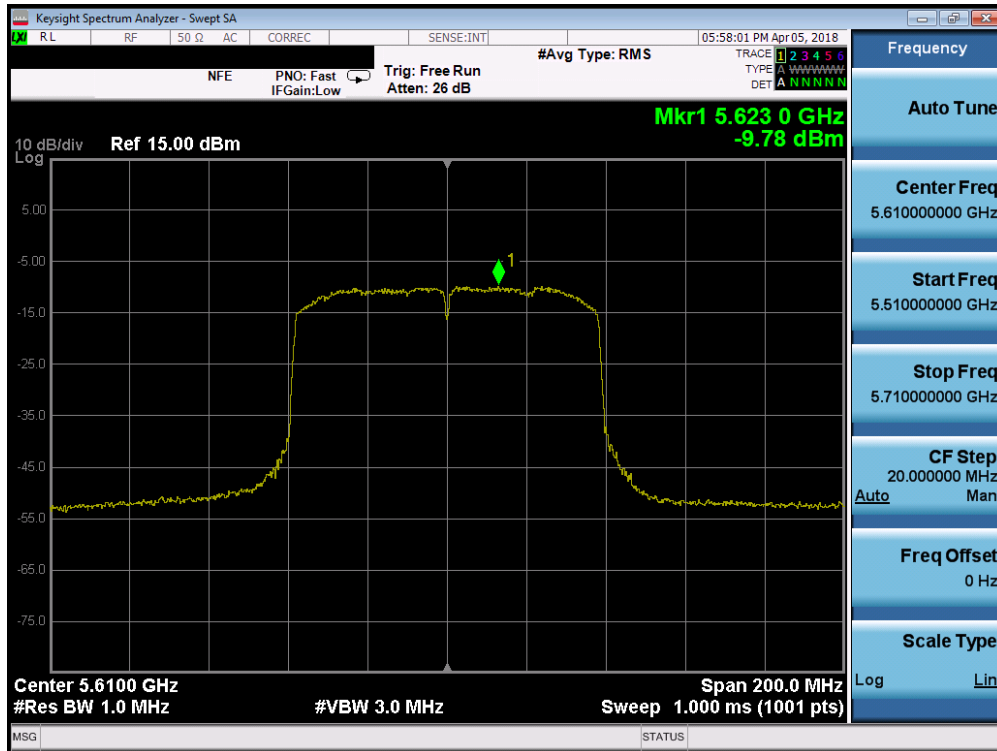 Keysight Spectrum Analyzer - Swept SA
LXI RL RF 50 Ω AC CORREC SENSE:INT 05:58:01 PM Apr 05, 2018
#Avg Type: RMS TRACE 1 2 3 4 5 6
NFE PNO: Fast Trig: Free Run TYPE A WWWWW
IFGain:Low Atten: 26 dB DET A N N N N N
Mkr1 5.623 0 GHz
-9.78 dBm
10 dB/div Ref 15.00 dBm
Log
5.00
-5.00
1
-15.0
-25.0
-35.0
-45.0
-55.0
-65.0
-75.0
Center 5.6100 GHz Span 200.0 MHz
#Res BW 1.0 MHz #VBW 3.0 MHz Sweep 1.000 ms (1001 pts)
MSG STATUS
Frequency
Auto Tune
Center Freq
5.610000000 GHz
Start Freq
5.510000000 GHz
Stop Freq
5.710000000 GHz
CF Step
20.000000 MHz
Auto Man
Freq Offset
0 Hz
Scale Type
Log Lin